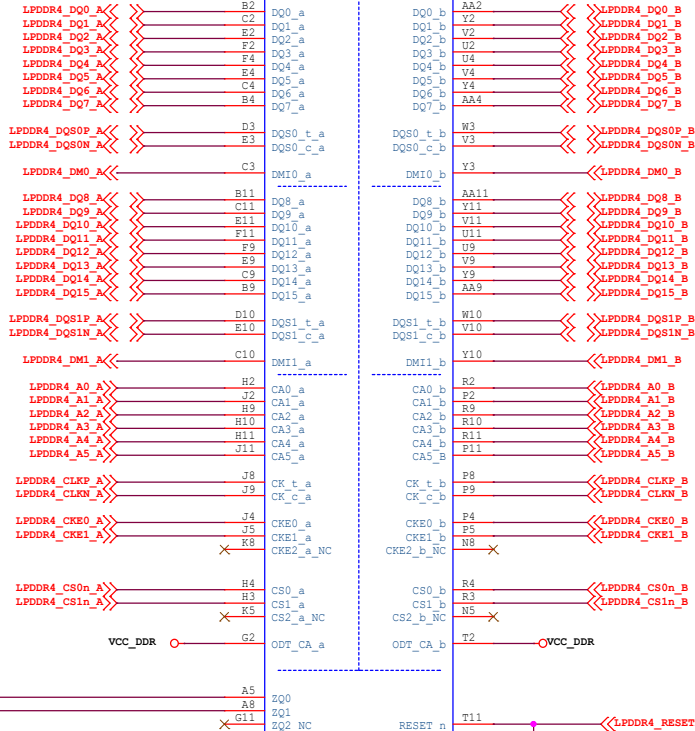 LPDDR4_DQ0_A B2 DQ0_a DQ0_b AA2 LPDDR4_DQ0_B
LPDDR4_DQ1_A C2 DQ1_a DQ1_b Y2 LPDDR4_DQ1_B
LPDDR4_DQ2_A E2 DQ2_a DQ2_b V2 LPDDR4_DQ2_B
LPDDR4_DQ3_A F2 DQ3_a DQ3_b U2 LPDDR4_DQ3_B
LPDDR4_DQ4_A F4 DQ4_a DQ4_b U4 LPDDR4_DQ4_B
LPDDR4_DQ5_A E4 DQ5_a DQ5_b V4 LPDDR4_DQ5_B
LPDDR4_DQ6_A C4 DQ6_a DQ6_b Y4 LPDDR4_DQ6_B
LPDDR4_DQ7_A B4 DQ7_a DQ7_b AA4 LPDDR4_DQ7_B
LPDDR4_DQS0P_A D3 DQS0_t_a DQS0_t_b W3 LPDDR4_DQS0P_B
LPDDR4_DQS0N_A E3 DQS0_c_a DQS0_c_b V3 LPDDR4_DQS0N_B
LPDDR4_DM0_A C3 DMI0_a DMI0_b Y3 LPDDR4_DM0_B
LPDDR4_DQ8_A B11 DQ8_a DQ8_b AA11 LPDDR4_DQ8_B
LPDDR4_DQ9_A C11 DQ9_a DQ9_b Y11 LPDDR4_DQ9_B
LPDDR4_DQ10_A E11 DQ10_a DQ10_b V11 LPDDR4_DQ10_B
LPDDR4_DQ11_A F11 DQ11_a DQ11_b U11 LPDDR4_DQ11_B
LPDDR4_DQ12_A F9 DQ12_a DQ12_b U9 LPDDR4_DQ12_B
LPDDR4_DQ13_A E9 DQ13_a DQ13_b V9 LPDDR4_DQ13_B
LPDDR4_DQ14_A C9 DQ14_a DQ14_b Y9 LPDDR4_DQ14_B
LPDDR4_DQ15_A B9 DQ15_a DQ15_b AA9 LPDDR4_DQ15_B
LPDDR4_DQS1P_A D10 DQS1_t_a DQS1_t_b W10 LPDDR4_DQS1P_B
LPDDR4_DQS1N_A E10 DQS1_c_a DQS1_c_b V10 LPDDR4_DQS1N_B
LPDDR4_DM1_A C10 DMI1_a DMI1_b Y10 LPDDR4_DM1_B
LPDDR4_A0_A H2 CA0_a CA0_b R2 LPDDR4_A0_B
LPDDR4_A1_A J2 CA1_a CA1_b P2 LPDDR4_A1_B
LPDDR4_A2_A H9 CA2_a CA2_b R9 LPDDR4_A2_B
LPDDR4_A3_A H10 CA3_a CA3_b R10 LPDDR4_A3_B
LPDDR4_A4_A H11 CA4_a CA4_b R11 LPDDR4_A4_B
LPDDR4_A5_A J11 CA5_a CA5_B P11 LPDDR4_A5_B
LPDDR4_CLKP_A J8 CK_t_a CK_t_b P8 LPDDR4_CLKP_B
LPDDR4_CLKN_A J9 CK_c_a CK_c_b P9 LPDDR4_CLKN_B
LPDDR4_CKE0_A J4 CKE0_a CKE0_b P4 LPDDR4_CKE0_B
LPDDR4_CKE1_A J5 CKE1_a CKE1_b P5 LPDDR4_CKE1_B
K8 CKE2_a_NC CKE2_b_NC N8
LPDDR4_CS0n_A H4 CS0_a CS0_b R4 LPDDR4_CS0n_B
LPDDR4_CS1n_A H3 CS1_a CS1_b R3 LPDDR4_CS1n_B
K5 CS2_a_NC CS2_b_NC N5
VCC_DDR G2 ODT_CA_a ODT_CA_b T2 VCC_DDR
A5 ZQ0
A8 ZQ1
G11 ZQ2_NC RESET_n T11 LPDDR4_RESET